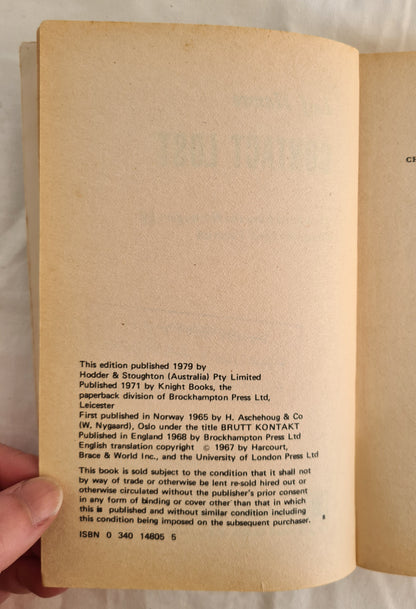 This edition published 1979 by
Hodder & Stoughton (Australia) Pty Limited
Published 1971 by Knight Books, the
paperback division of Brockhampton Press Ltd,
Leicester
First published in Norway 1965 by H. Aschehoug & Co
(W. Nygaard), Oslo under the title BRUTT KONTAKT
Published in England 1968 by Brockhampton Press Ltd
English translation copyright © 1967 by Harcourt,
Brace & World Inc., and the University of London Press Ltd
This book is sold subject to the condition that it shall not
by way of trade or otherwise be lent re-sold hired out or
otherwise circulated without the publisher's prior consent
in any form of binding or cover other than that in which
this is published and without similar condition including
this condition being imposed on the subsequent purchaser.
ISBN 0 340 14805 5